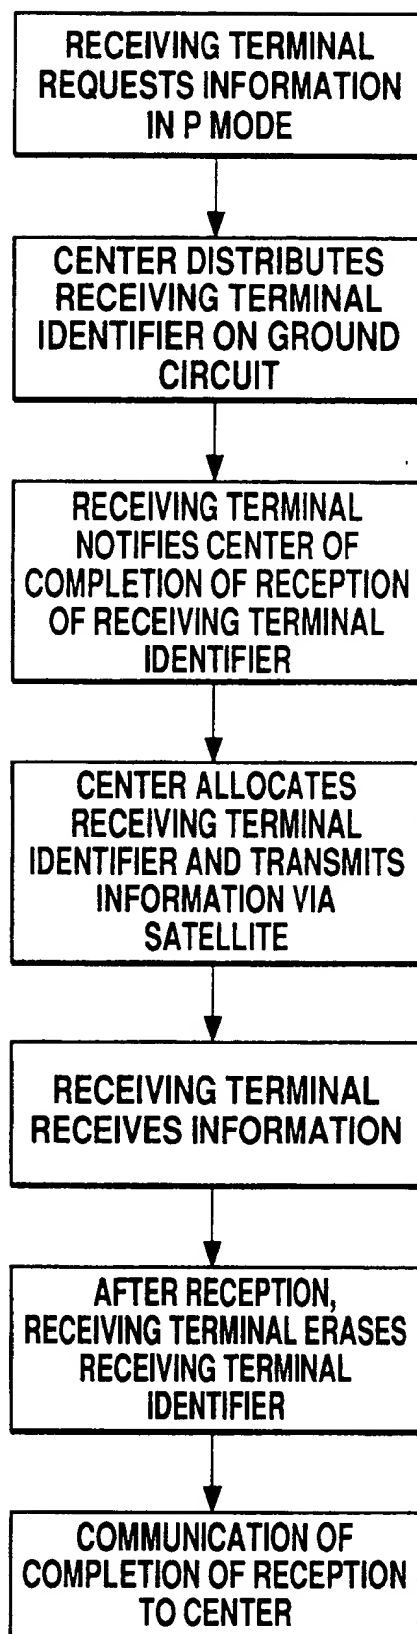 RECEIVING TERMINAL
REQUESTS INFORMATION
IN P MODE
CENTER DISTRIBUTES
RECEIVING TERMINAL
IDENTIFIER ON GROUND
CIRCUIT
RECEIVING TERMINAL
NOTIFIES CENTER OF
COMPLETION OF RECEPTION
OF RECEIVING TERMINAL
IDENTIFIER
CENTER ALLOCATES
RECEIVING TERMINAL
IDENTIFIER AND TRANSMITS
INFORMATION VIA
SATELLITE
RECEIVING TERMINAL
RECEIVES INFORMATION
AFTER RECEPTION,
RECEIVING TERMINAL ERASES
RECEIVING TERMINAL
IDENTIFIER
COMMUNICATION OF
COMPLETION OF RECEPTION
TO CENTER